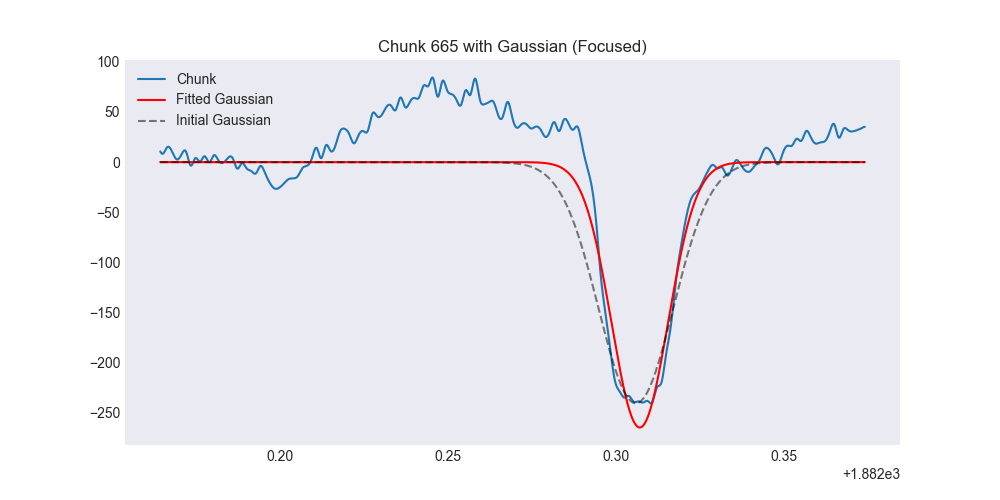 Chunk 665 with Gaussian (Focused)
100
50
0
−50
−100
−150
−200
−250
Chunk
Fitted Gaussian
Initial Gaussian
0.20 0.25 0.30 0.35
+1.882e3